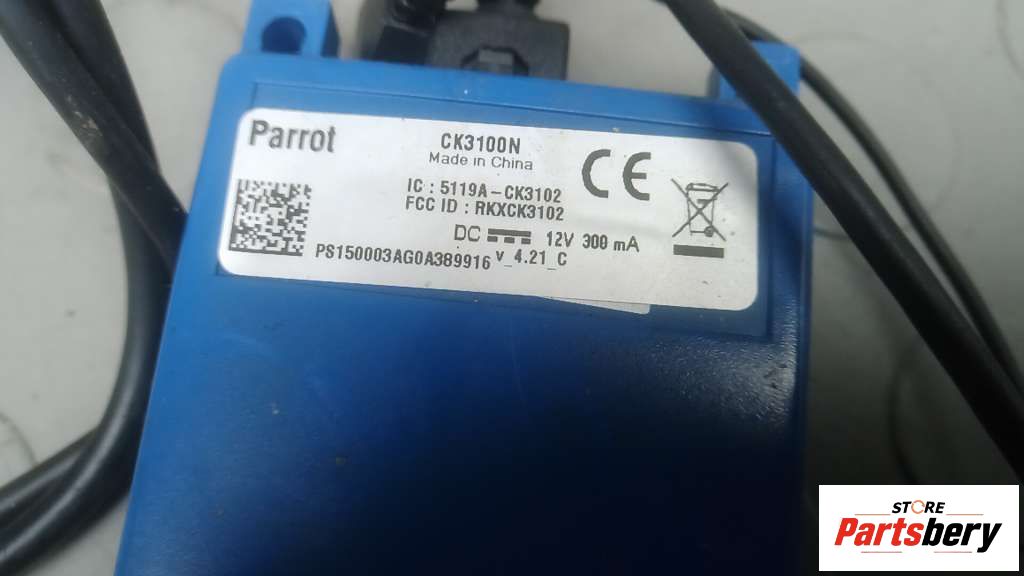 Parrot
CK3100N
Made in China
IC : 5119A-CK3102
FCC ID : RKXCK3102
CE
DC 12V 300 mA
PS150003AG0A389916 v_4.21_C
STORE
Partsbery